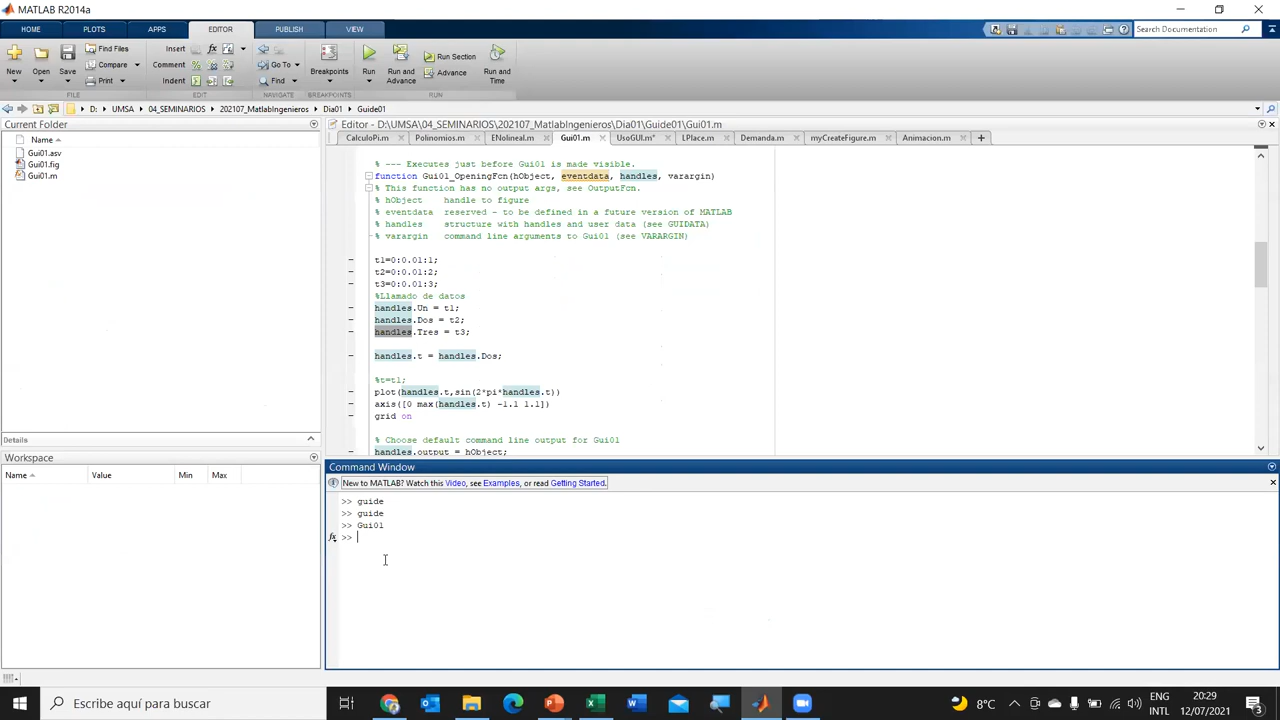 MATLAB R2014a
HOME PLOTS APPS EDITOR PUBLISH VIEW
Search Documentation
New Open Save Find Files Compare Print
Insert Comment Indent fx
Go To Find
Breakpoints
Run Run and Advance Run Section Advance Run and Time
FILE EDIT NAVIGATE BREAKPOINTS RUN
D: UMSA 04_SEMINARIOS 202107_MatlabIngenieros Dia01 Guide01
Current Folder
Name
Gui01.asv
Gui01.fig
Gui01.m
Details
Workspace
Name Value Min Max
Editor - D:\UMSA\04_SEMINARIOS\202107_MatlabIngenieros\Dia01\Guide01\Gui01.m
CalculoPi.m Polinomios.m ENolineal.m Gui01.m UsoGUI.m* LPlace.m Demanda.m myCreateFigure.m Animacion.m
% --- Executes just before Gui01 is made visible.
function Gui01_OpeningFcn(hObject, eventdata, handles, varargin)
% This function has no output args, see OutputFcn.
% hObject    handle to figure
% eventdata  reserved - to be defined in a future version of MATLAB
% handles    structure with handles and user data (see GUIDATA)
% varargin   command line arguments to Gui01 (see VARARGIN)
t1=0:0.01:1;
t2=0:0.01:2;
t3=0:0.01:3;
%Llamado de datos
handles.Un = t1;
handles.Dos = t2;
handles.Tres = t3;
handles.t = handles.Dos;
%t=t1;
plot(handles.t,sin(2*pi*handles.t))
axis([0 max(handles.t) -1.1 1.1])
grid on
% Choose default command line output for Gui01
handles.output = hObject;
Command Window
New to MATLAB? Watch this Video, see Examples, or read Getting Started.
>> guide
>> guide
>> Gui01
fx >>
Escribe aquí para buscar
8°C
ENG
INTL
20:29
12/07/2021
3